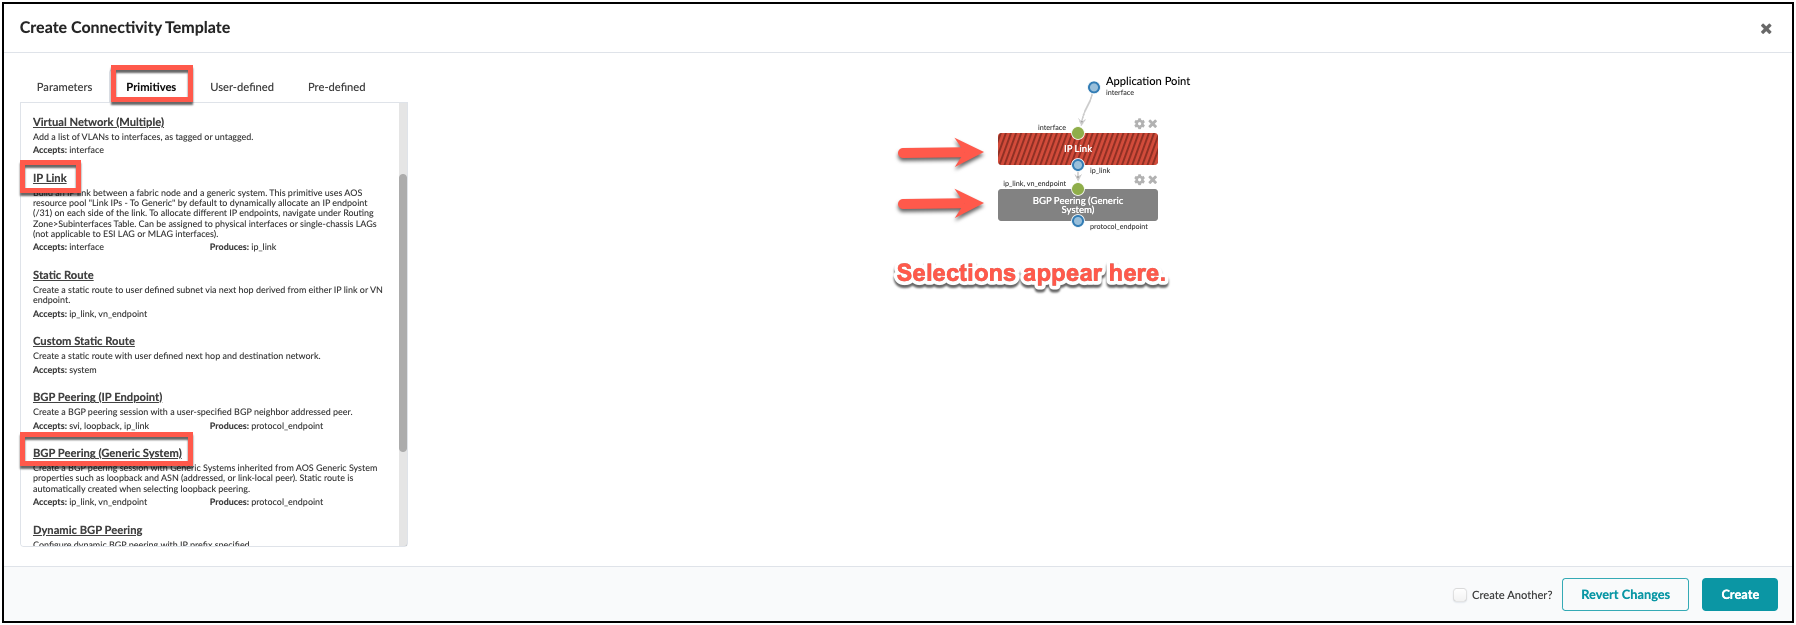 Create Connectivity Template
Parameters
Primitives
User-defined
Pre-defined
Virtual Network (Multiple)
Add a list of VLANs to interfaces, as tagged or untagged.
Accepts: interface
IP Link
Build an IP link between a fabric node and a generic system. This primitive uses AOS
resource pool "Link IPs - To Generic" by default to dynamically allocate an IP endpoint
(/31) on each side of the link. To allocate different IP endpoints, navigate under Routing
Zone>Subinterfaces Table. Can be assigned to physical interfaces or single-chassis LAGs
(not applicable to ESI LAG or MLAG interfaces).
Accepts: interface
Produces: ip_link
Static Route
Create a static route to user defined subnet via next hop derived from either IP link or VN
endpoint.
Accepts: ip_link, vn_endpoint
Custom Static Route
Create a static route with user defined next hop and destination network.
Accepts: system
BGP Peering (IP Endpoint)
Create a BGP peering session with a user-specified BGP neighbor addressed peer.
Accepts: svi, loopback, ip_link
Produces: protocol_endpoint
BGP Peering (Generic System)
Create a BGP peering session with Generic Systems inherited from AOS Generic System
properties such as loopback and ASN (addressed, or link-local peer). Static route is
automatically created when selecting loopback peering.
Accepts: ip_link, vn_endpoint
Produces: protocol_endpoint
Dynamic BGP Peering
Configure dynamic BGP peering with IP prefix specified.
Application Point
interface
interface
IP Link
ip_link
ip_link, vn_endpoint
BGP Peering (Generic
System)
protocol_endpoint
Selections appear here.
Create Another?
Revert Changes
Create